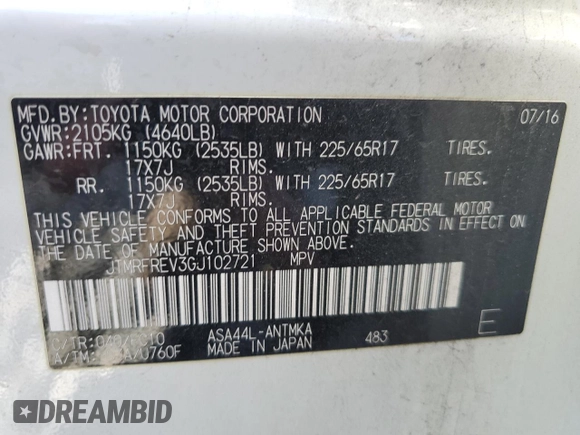 MFD.BY:TOYOTA MOTOR CORPORATION 07/16
GVWR:2105KG (4640LB)
GAWR:FRT. 1150KG (2535LB) WITH 225/65R17 TIRES.
17X7J RIMS.
RR. 1150KG (2535LB) WITH 225/65R17 TIRES.
17X7J RIMS.
THIS VEHICLE CONFORMS TO ALL APPLICABLE FEDERAL MOTOR
VEHICLE SAFETY AND THEFT PREVENTION STANDARDS IN EFFECT ON
THE DATE OF MANUFACTURE SHOWN ABOVE.
JTMRFREV3GJ102721 MPV
C/TR: ASA44L-ANTMKA 483 E
A/TM: /U760F MADE IN JAPAN
DREAMBID